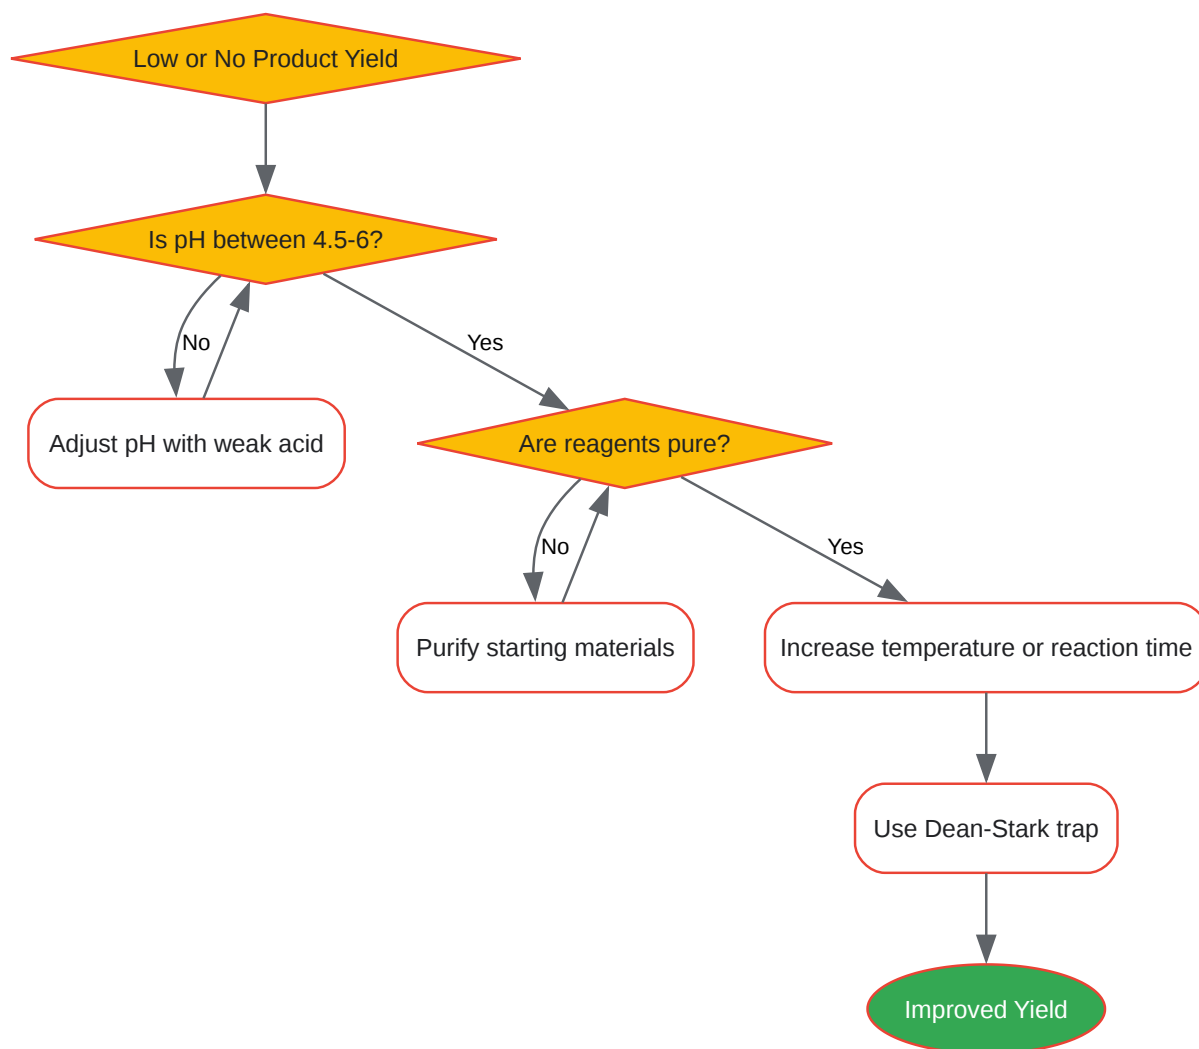 Low or No Product Yield
Is pH between 4.5-6?
No
Yes
Adjust pH with weak acid
Are reagents pure?
No
Yes
Purify starting materials
Increase temperature or reaction time
Use Dean-Stark trap
Improved Yield